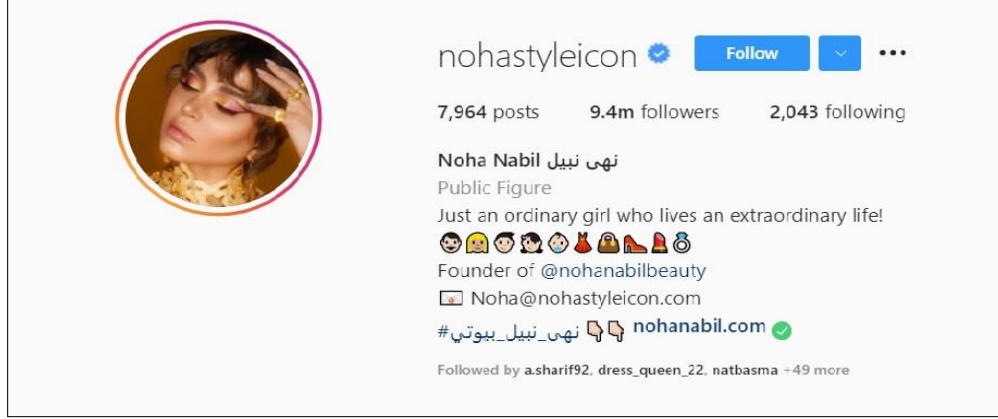 nohastyleicon Follow
7,964 posts 9.4m followers 2,043 following
Noha Nabil نهى نبيل
Public Figure
Just an ordinary girl who lives an extraordinary life!
Founder of @nohanabilbeauty
Noha@nohastyleicon.com
#نهى_نبيل_بيوتي nohanabil.com
Followed by a.sharif92, dress_queen_22, natbasma +49 more